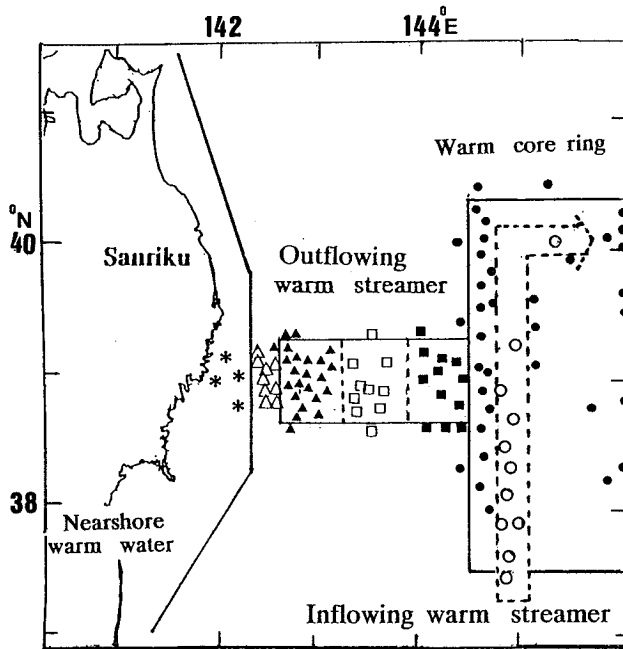 142
144°E
Warm core ring
°N
40
Sanriku
Outflowing
warm streamer
38
Nearshore
warm water
Inflowing warm streamer